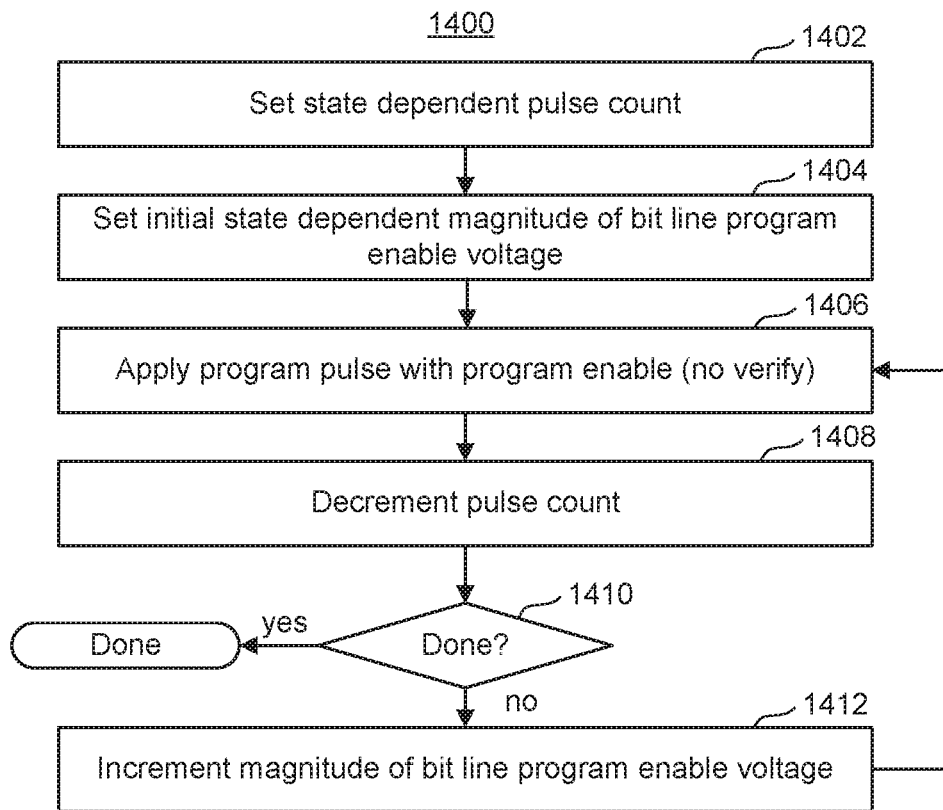 1400
1402
Set state dependent pulse count
1404
Set initial state dependent magnitude of bit line program
enable voltage
1406
Apply program pulse with program enable (no verify)
1408
Decrement pulse count
1410
Done
yes
Done?
no
1412
Increment magnitude of bit line program enable voltage